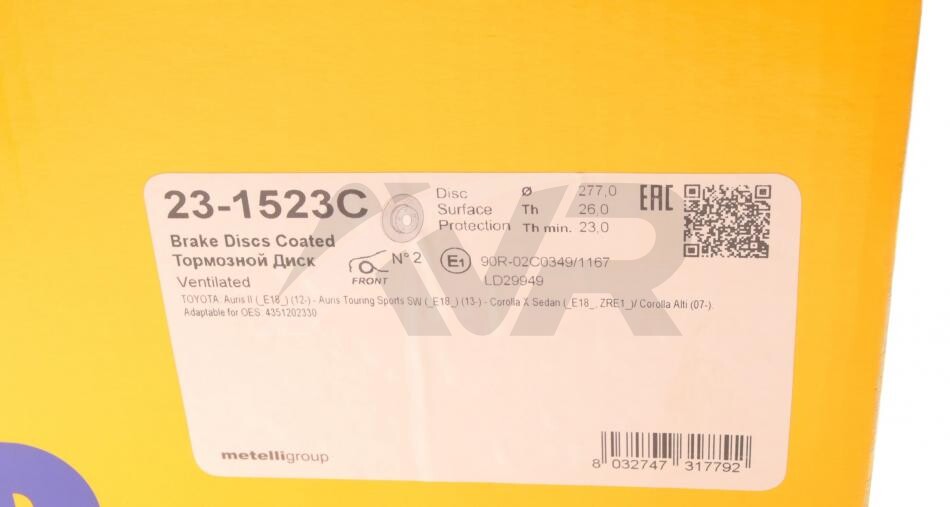 23-1523C
Disc Ø 277,0
Surface Th 26,0
Protection Th min. 23,0
EAC
Brake Discs Coated
Тормозной Диск
Ventilated
N° 2
FRONT
E1
90R-02C0349/1167
LD29949
TOYOTA: Auris II (_E18_) (12-) - Auris Touring Sports SW (_E18_) (13-) - Corolla X Sedan (_E18_, ZRE1_)/ Corolla Alti (07-).
Adaptable for OES: 4351202330
AVR
metelligroup
8 032747 317792